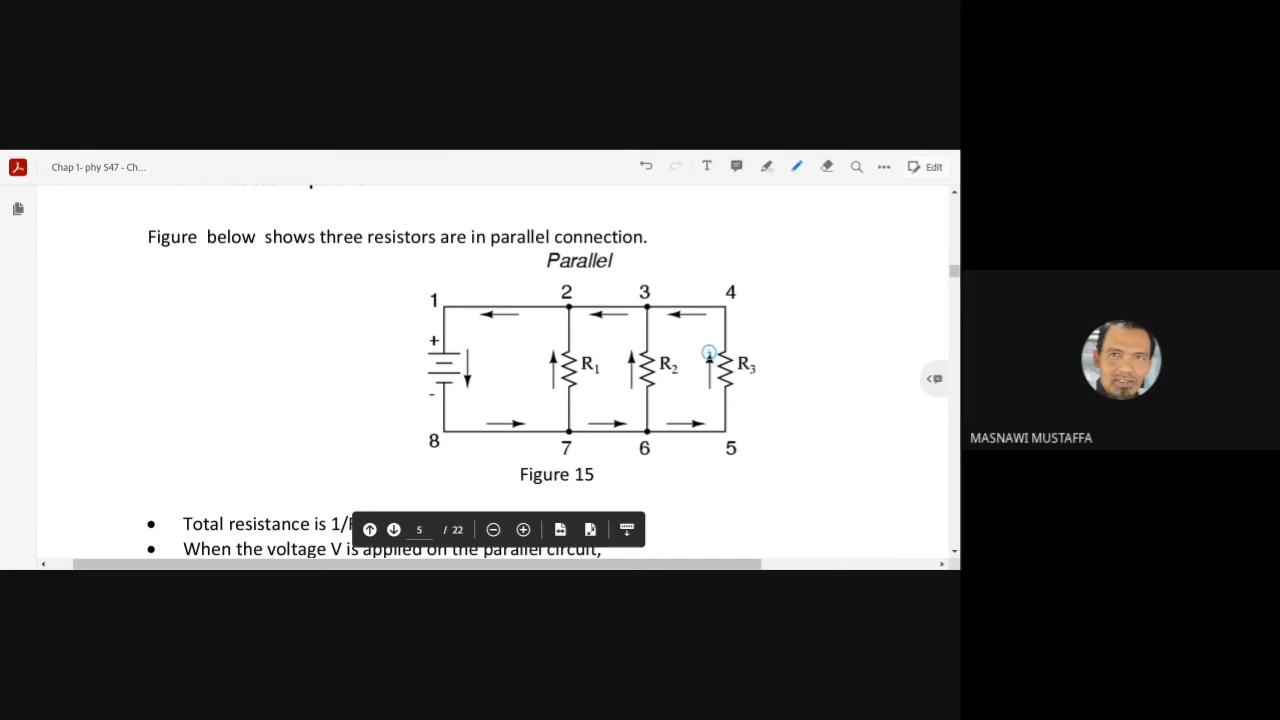 Chap 1- phy 547 - Ch...
T
Edit
Figure below shows three resistors are in parallel connection.
Parallel
1 2 3 4
+
R1 R2 R3
-
8 7 6 5
Figure 15
• Total resistance is 1/
5 / 22
• When the voltage V is applied on the parallel circuit,
MASNAWI MUSTAFFA